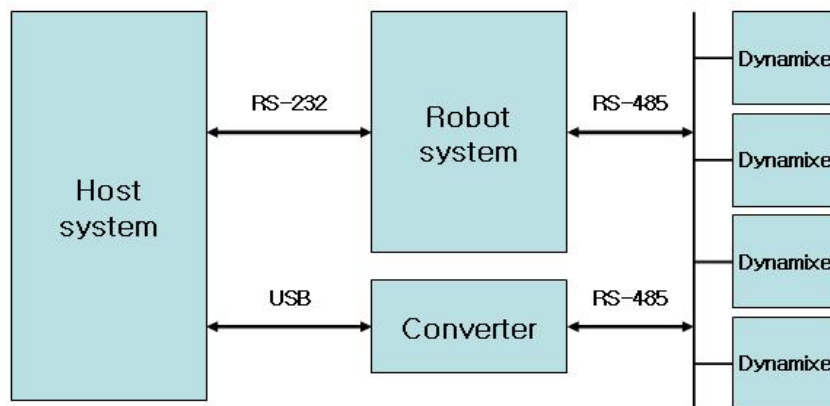 Host
system
RS-232
USB
Robot
system
Converter
RS-485
RS-485
Dynamixe
Dynamixe
Dynamixe
Dynamixe